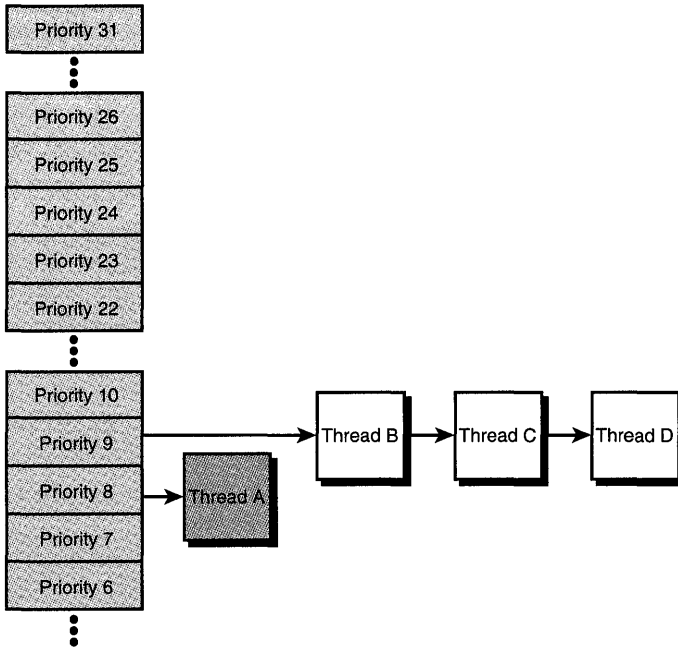 Priority 31
Priority 26
Priority 25
Priority 24
Priority 23
Priority 22
Priority 10
Priority 9
Priority 8
Priority 7
Priority 6
Thread B
Thread C
Thread D
Thread A